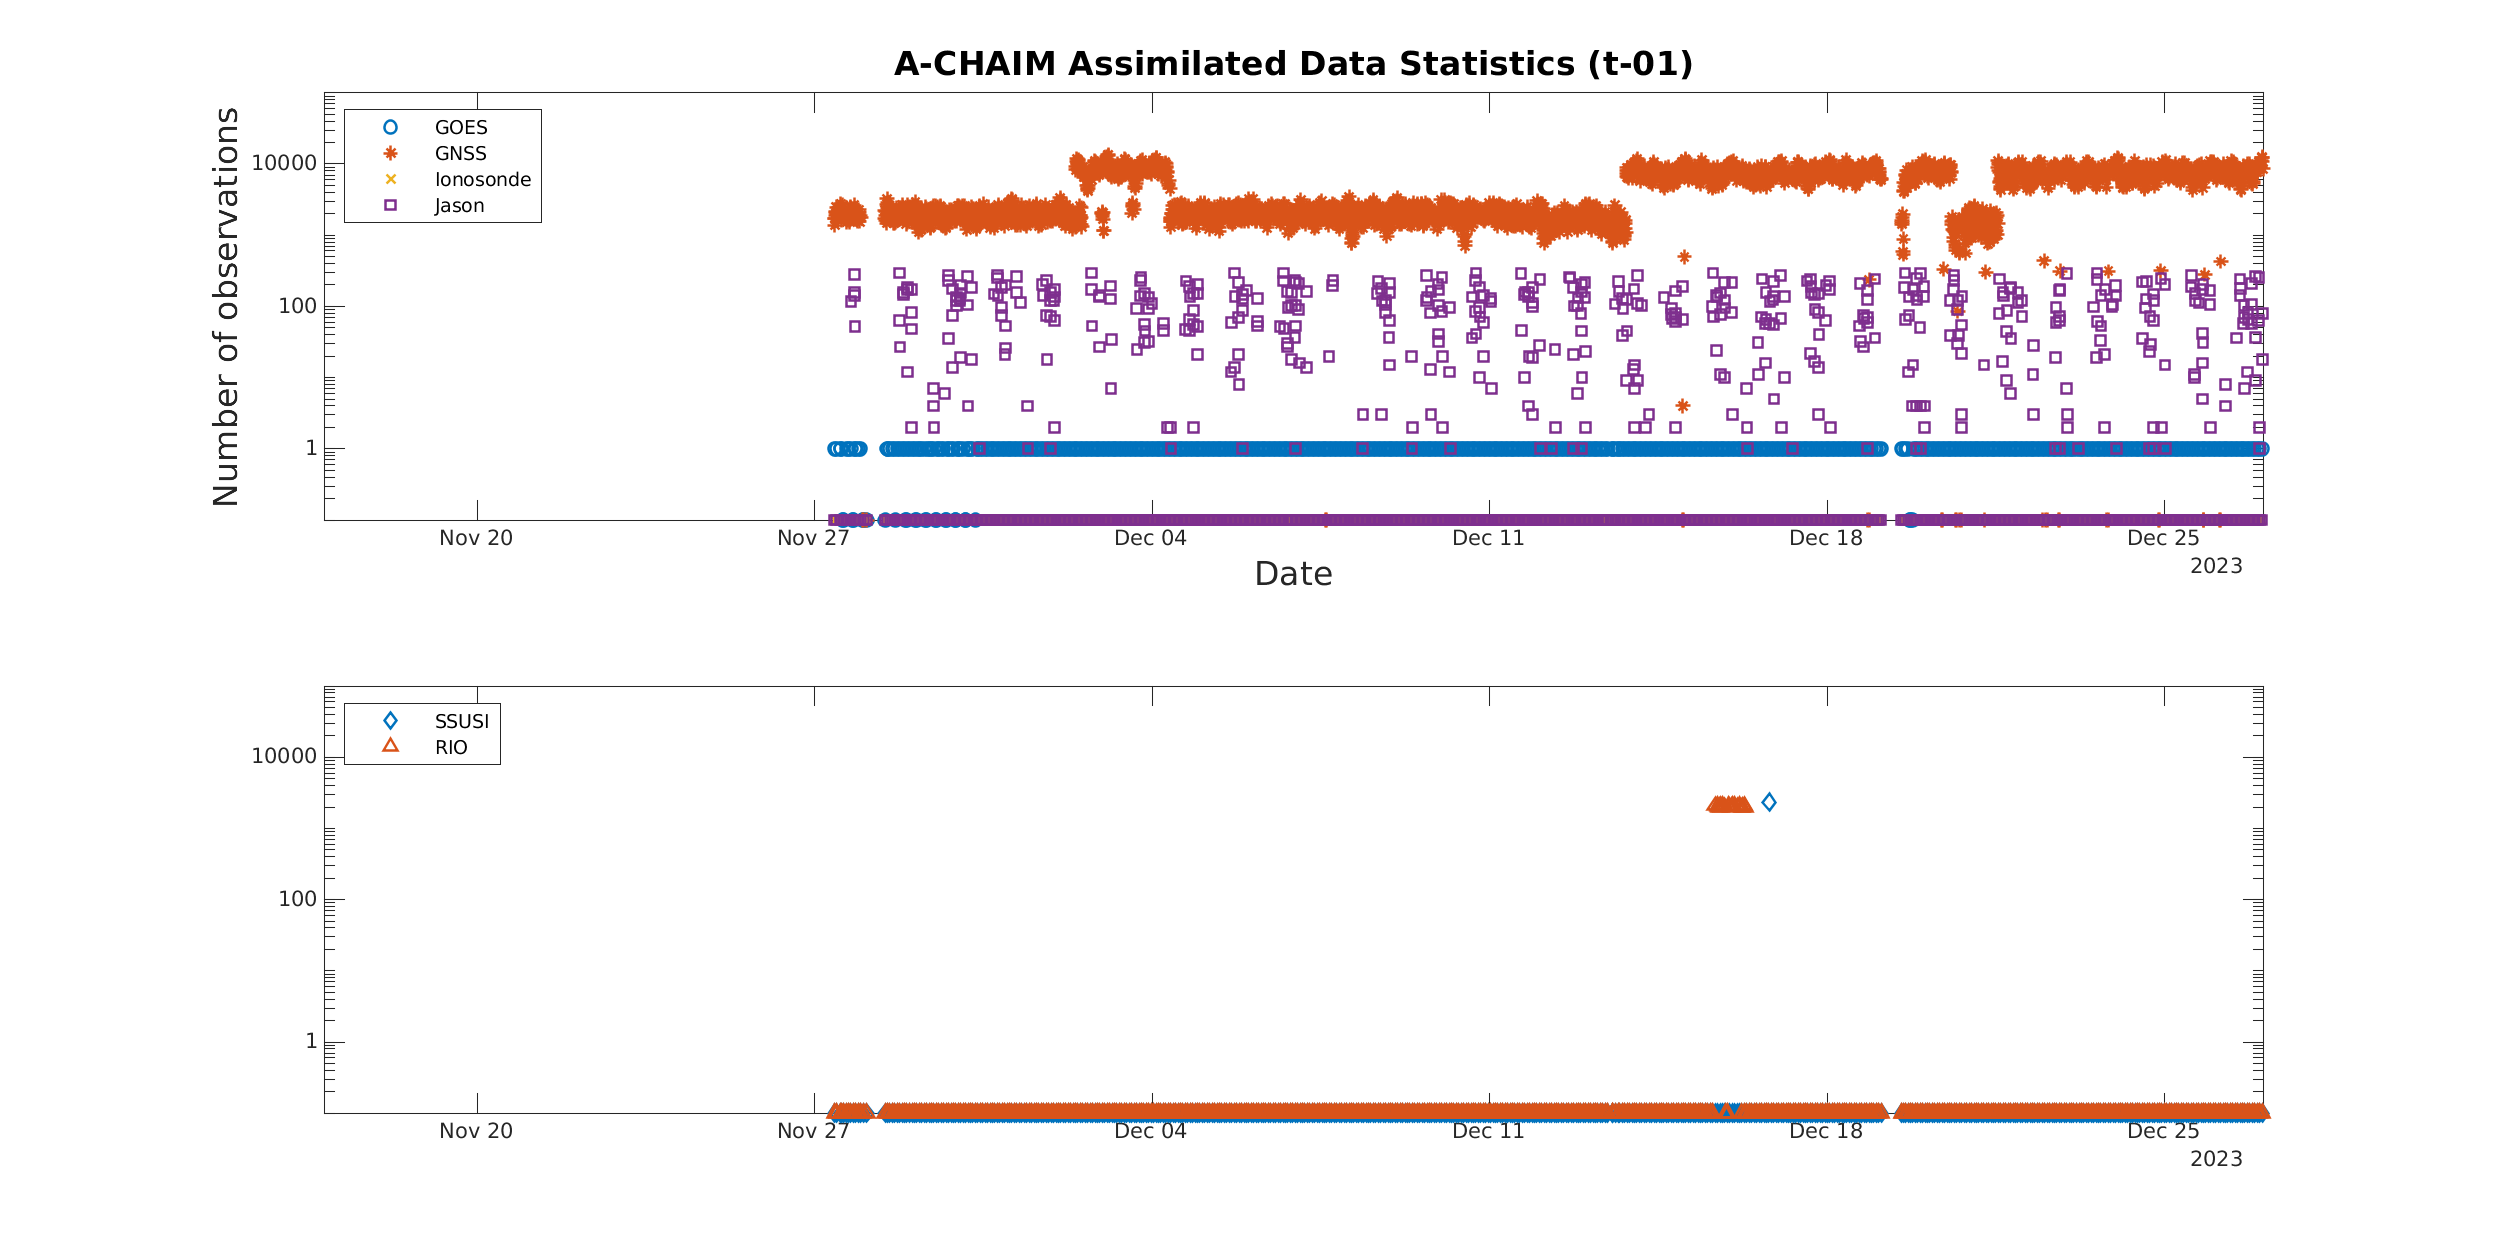 A-CHAIM Assimilated Data Statistics (t-01)
Number of observations
10000
100
1
GOES
GNSS
Ionosonde
Jason
Nov 20 Nov 27 Dec 04 Dec 11 Dec 18 Dec 25
2023
Date
10000
100
1
SSUSI
RIO
Nov 20 Nov 27 Dec 04 Dec 11 Dec 18 Dec 25
2023